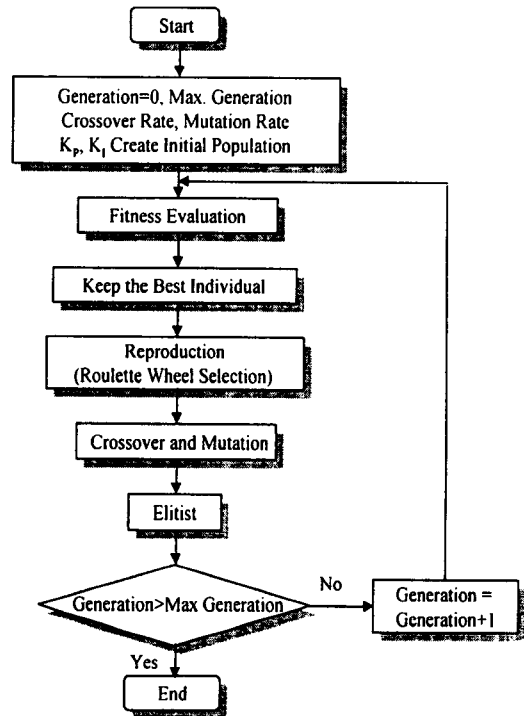 Start
Generation=0, Max. Generation
Crossover Rate, Mutation Rate
KP, KI Create Initial Population
Fitness Evaluation
Keep the Best Individual
Reproduction
(Roulette Wheel Selection)
Crossover and Mutation
Elitist
Generation>Max Generation
No
Generation =
Generation+1
Yes
End